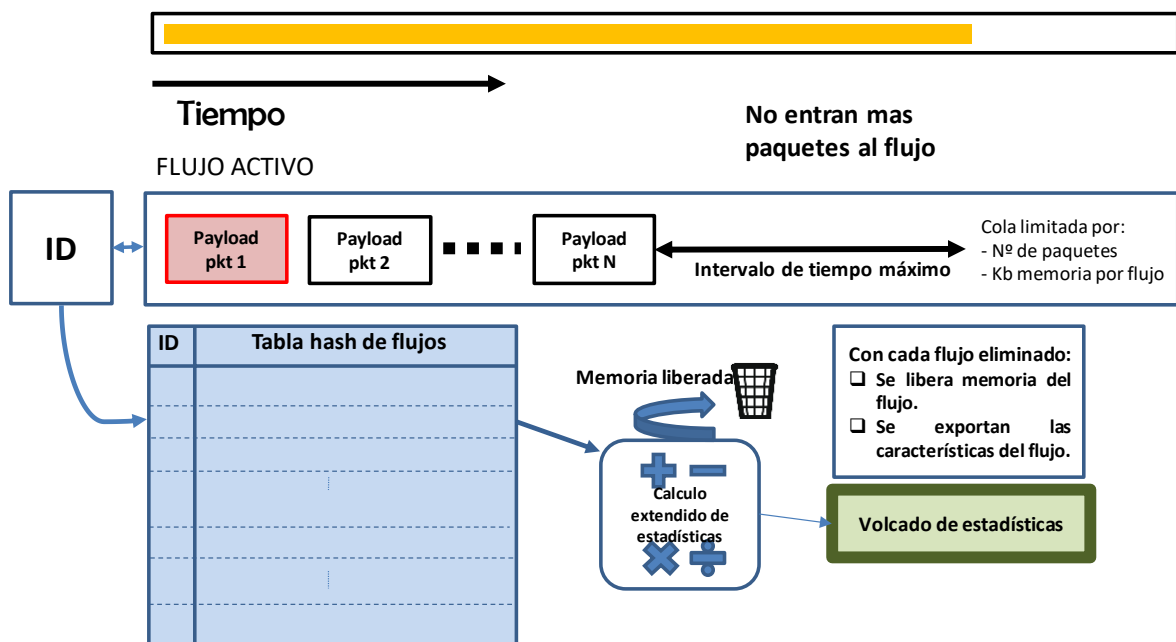 Tiempo
No entran mas
paquetes al flujo
FLUJO ACTIVO
ID
Payload
pkt 1
Payload
pkt 2
Payload
pkt N
Intervalo de tiempo máximo
Cola limitada por:
- Nº de paquetes
- Kb memoria por flujo
ID
Tabla hash de flujos
Memoria liberada
Con cada flujo eliminado:
Se libera memoria del
flujo.
Se exportan las
características del flujo.
Calculo
extendido de
estadísticas
Volcado de estadísticas